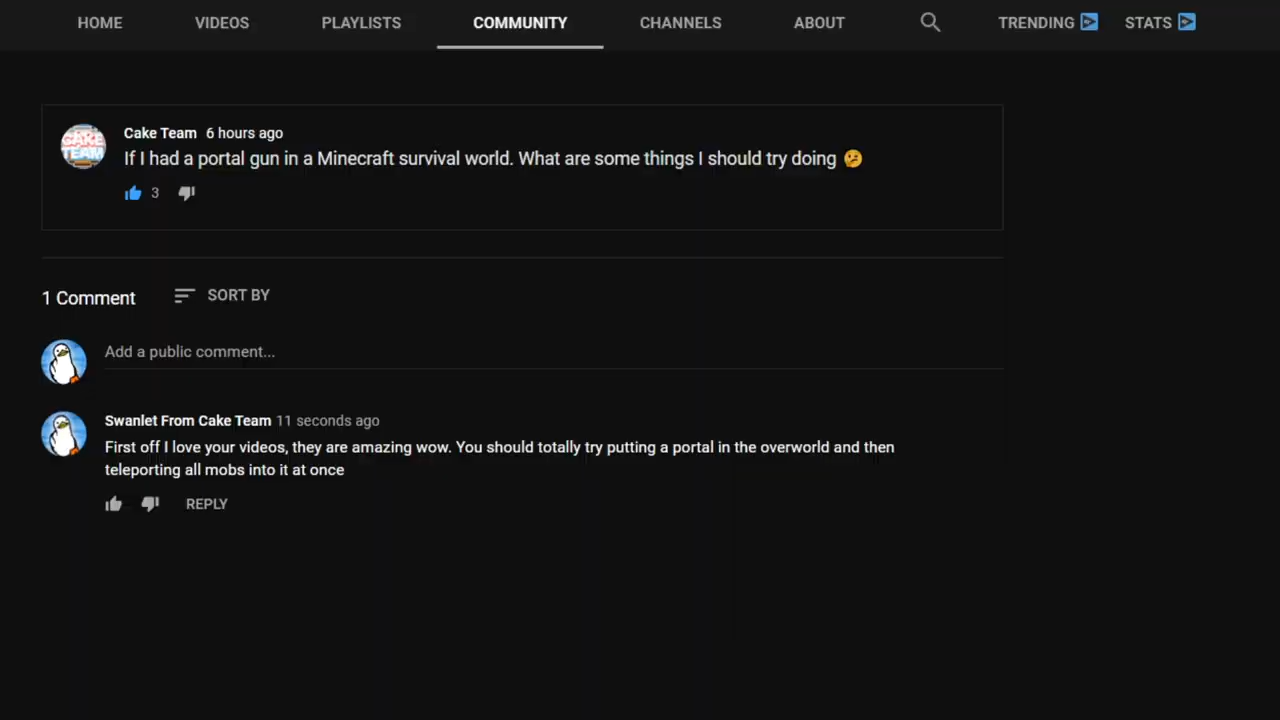 HOME VIDEOS PLAYLISTS COMMUNITY CHANNELS ABOUT TRENDING STATS
CAKE
TEAM
Cake Team 6 hours ago
If I had a portal gun in a Minecraft survival world. What are some things I should try doing 🤔
3
1 Comment SORT BY
Add a public comment...
Swanlet From Cake Team 11 seconds ago
First off I love your videos, they are amazing wow. You should totally try putting a portal in the overworld and then
teleporting all mobs into it at once
REPLY